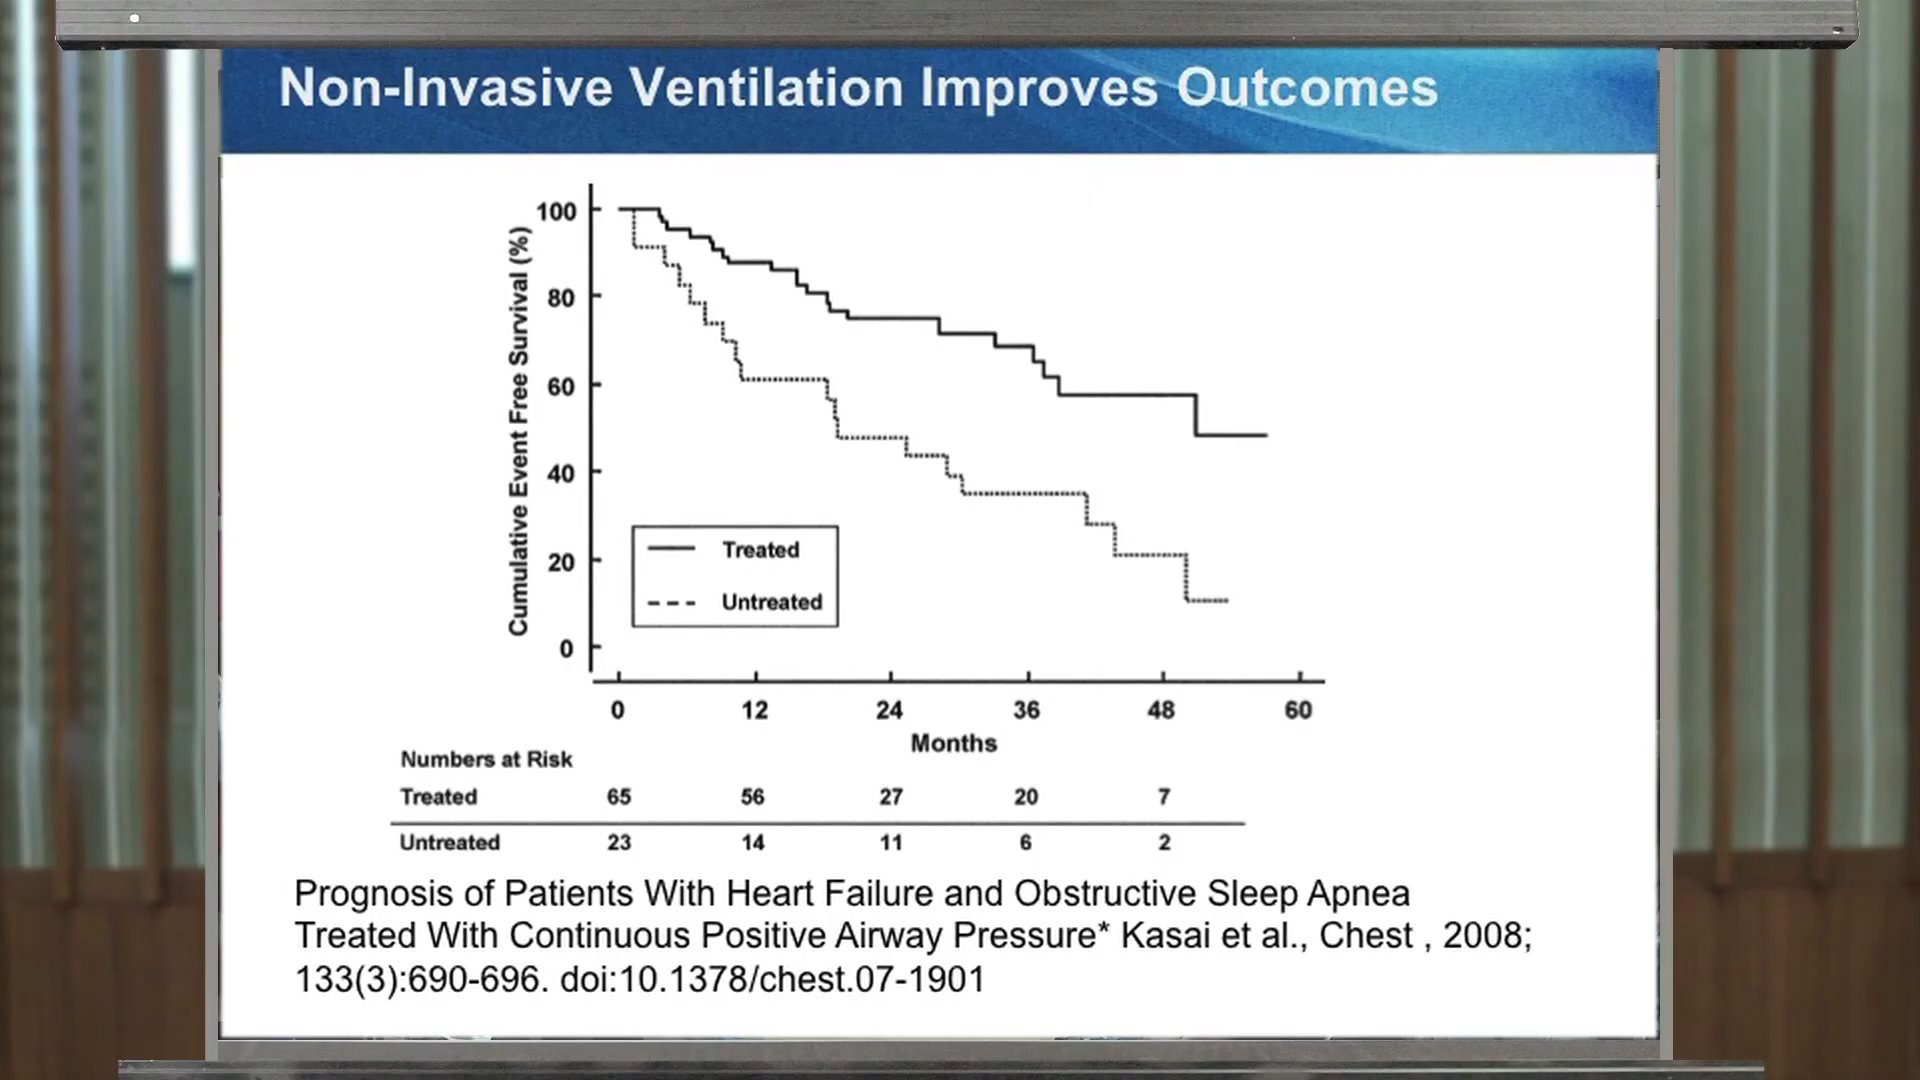 Non-Invasive Ventilation Improves Outcomes
Cumulative Event Free Survival (%)
100
80
60
40
20
0
Treated
Untreated
0 12 24 36 48 60
Months
Numbers at Risk
Treated 65 56 27 20 7
Untreated 23 14 11 6 2
Prognosis of Patients With Heart Failure and Obstructive Sleep Apnea
Treated With Continuous Positive Airway Pressure* Kasai et al., Chest , 2008;
133(3):690-696. doi:10.1378/chest.07-1901